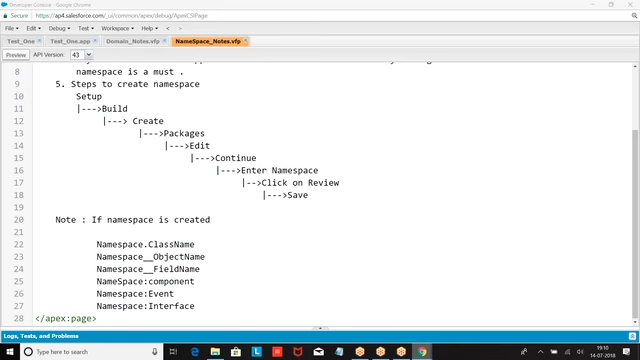 Developer Console - Google Chrome
Secure | https://ap4.salesforce.com/_ui/common/apex/debug/ApexCSIPage
File Edit Debug Test Workspace Help < >
Test_One Test_One.app Domain_Notes.vfp NameSpace_Notes.vfp
Preview API Version: 43
8 namespace is a must .
9 5. Steps to create namespace
10 Setup
11 |--->Build
12 |---> Create
13 |--->Packages
14 |--->Edit
15 |--->Continue
16 |--->Enter Namespace
17 |-->Click on Review
18 |--->Save
19
20 Note : If namespace is created
21
22 Namespace.ClassName
23 Namespace__ObjectName
24 Namespace__FieldName
25 NameSpace:component
26 Namespace:Event
27 Namespace:Interface
28 </apex:page>
Logs, Tests, and Problems
Type here to search
19:10
14-07-2018